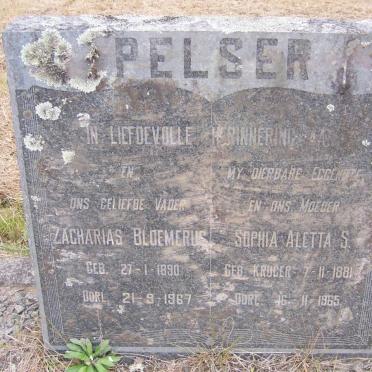 PELSER
IN LIEFDEVOLLE HERINNERING AAN
EN MY DIERBARE EGGENOTE
ONS GELIEFDE VADER EN ONS MOEDER
ZACHARIAS BLOEMERUS SOPHIA ALETTA S.
GEB. 27-1-1890 GEB. KRUGER 7-11-1881
OORL. 21-9-1967 OORL. 16-11-1955